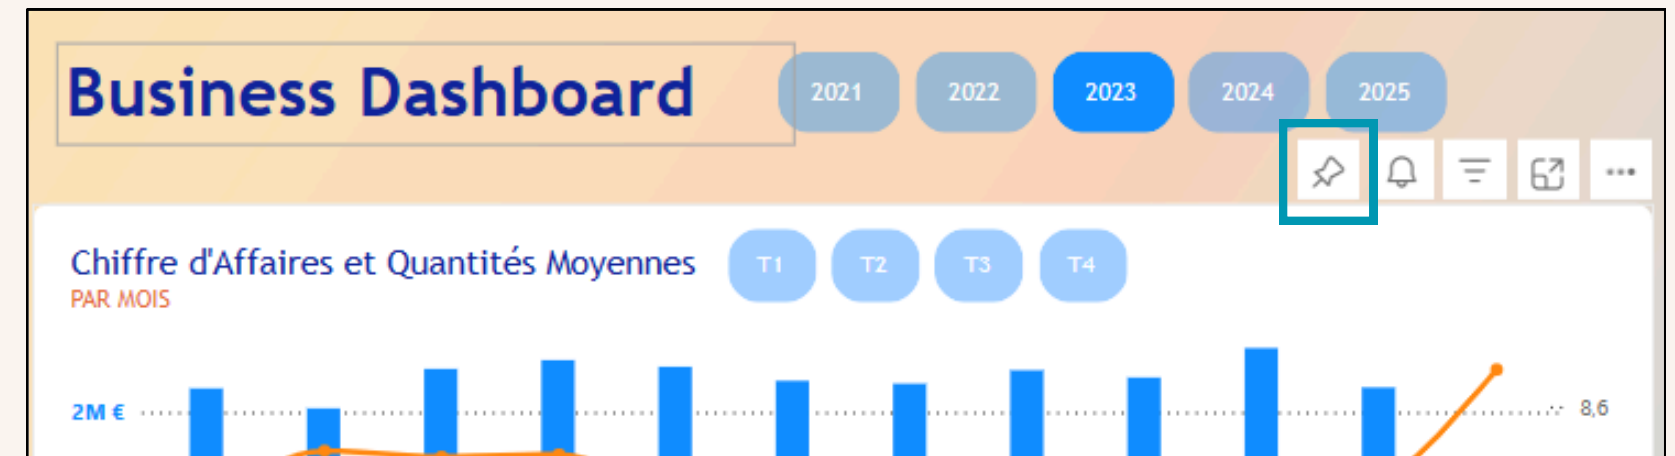 Business Dashboard
2021 2022 2023 2024 2025
Chiffre d'Affaires et Quantités Moyennes T1 T2 T3 T4
PAR MOIS
2M € 8,6